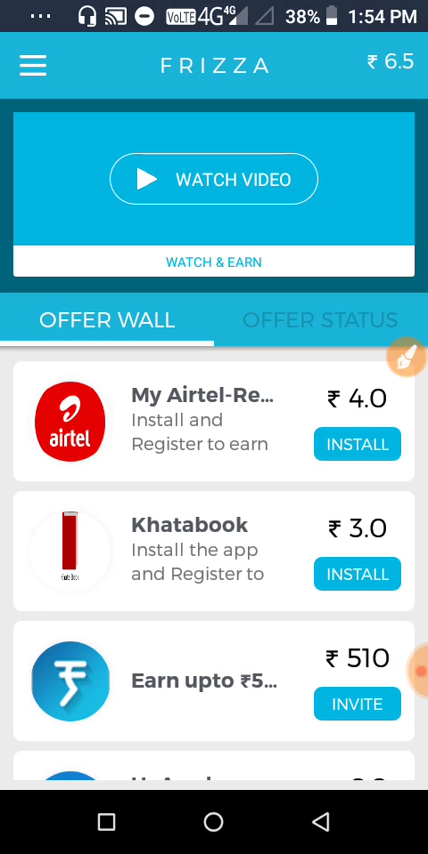 VoLTE 4G 4G 38% 1:54 PM
FRIZZA
₹ 6.5
WATCH VIDEO
WATCH & EARN
OFFER WALL
OFFER STATUS
airtel
My Airtel-Re...
Install and
Register to earn
₹ 4.0
INSTALL
Khatabook
Install the app
and Register to
₹ 3.0
INSTALL
Earn upto ₹5...
₹ 510
INVITE